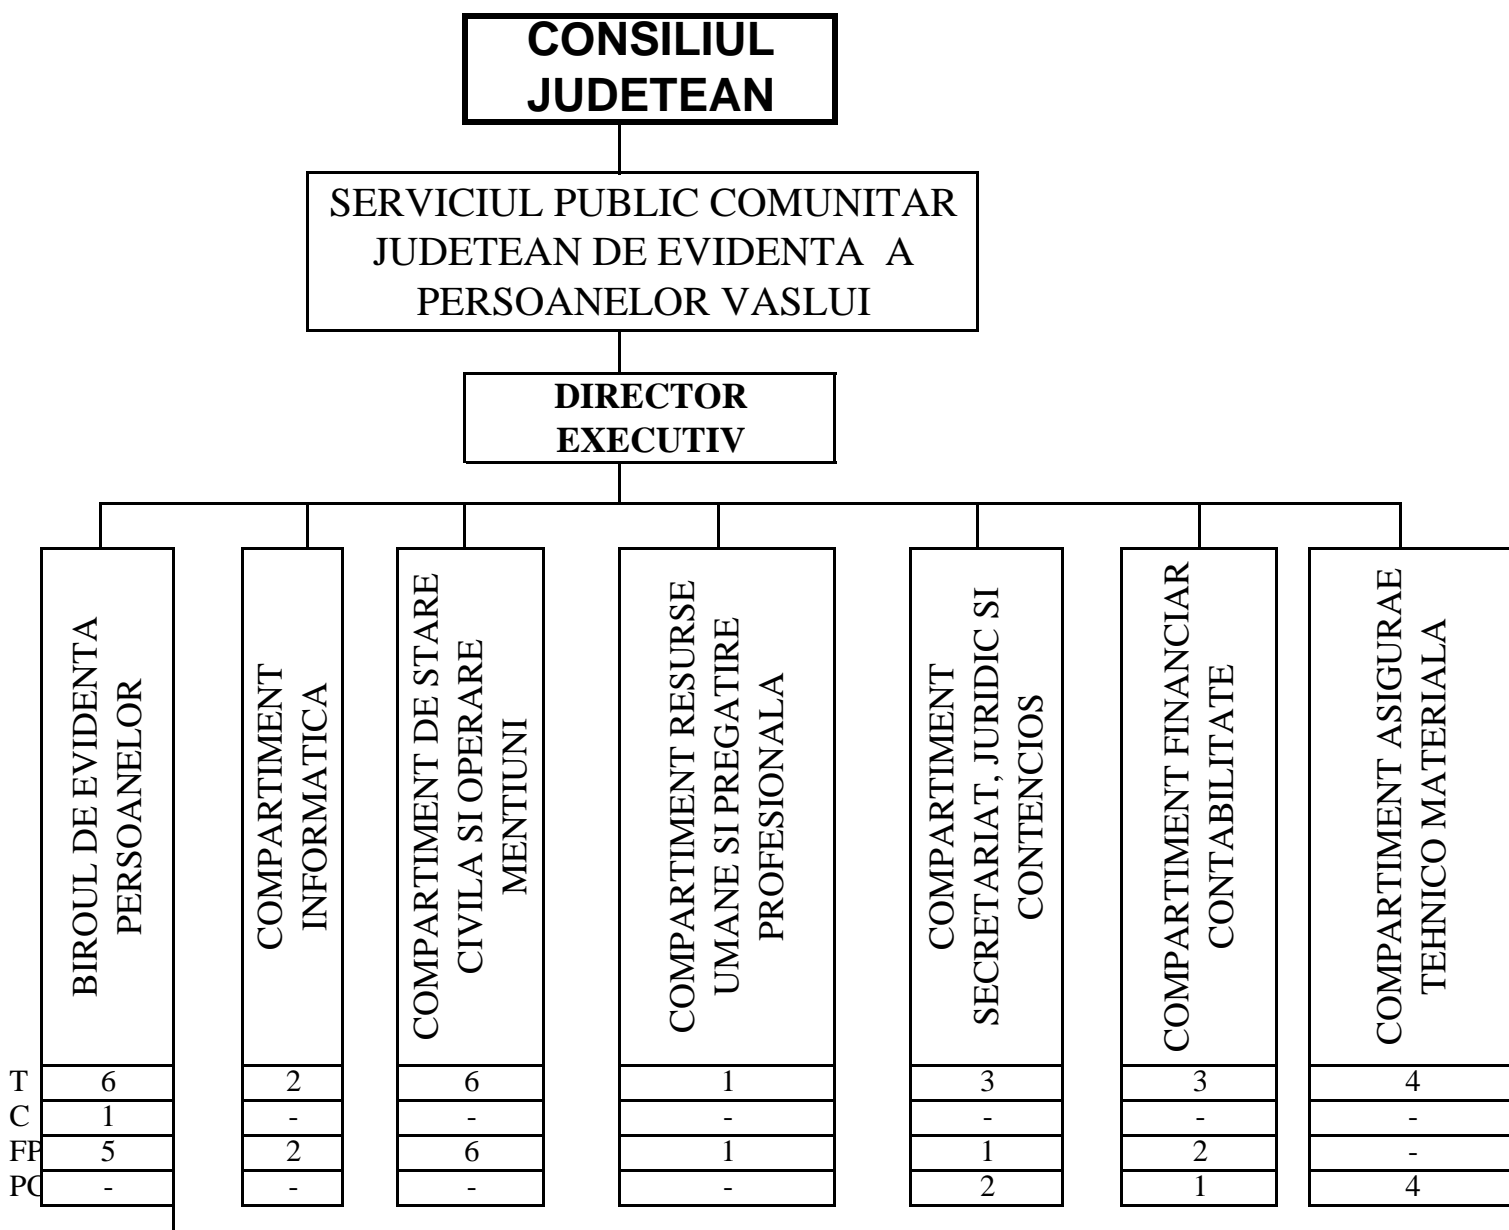 CONSILIUL
JUDETEAN
SERVICIUL PUBLIC COMUNITAR
JUDETEAN DE EVIDENTA A
PERSOANELOR VASLUI
DIRECTOR
EXECUTIV
BIROUL DE EVIDENTA
PERSOANELOR
COMPARTIMENT
INFORMATICA
COMPARTIMENT DE STARE
CIVILA SI OPERARE
MENTIUNI
COMPARTIMENT RESURSE
UMANE SI PREGATIRE
PROFESIONALA
COMPARTIMENT
SECRETARIAT, JURIDIC SI
CONTENCIOS
COMPARTIMENT FINANCIAR
CONTABILITATE
COMPARTIMENT ASIGURAE
TEHNICO MATERIALA
T 6 2 6 1 3 3 4
C 1 - - - - - -
FP 5 2 6 1 1 2 -
PC - - - - 2 1 4